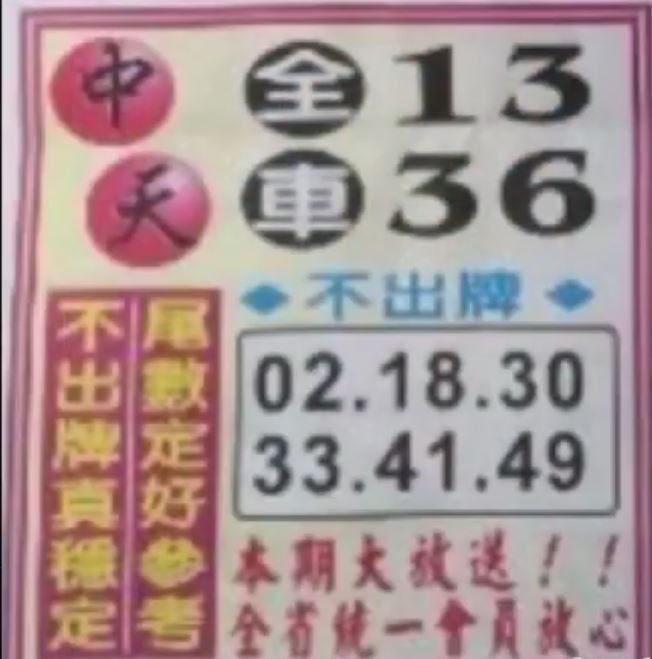 中天
全車
13
36
◆不出牌◆
02.18.30
33.41.49
尾數定好參考
不出牌真穩定
本期大放送！！
全省統一會員放心